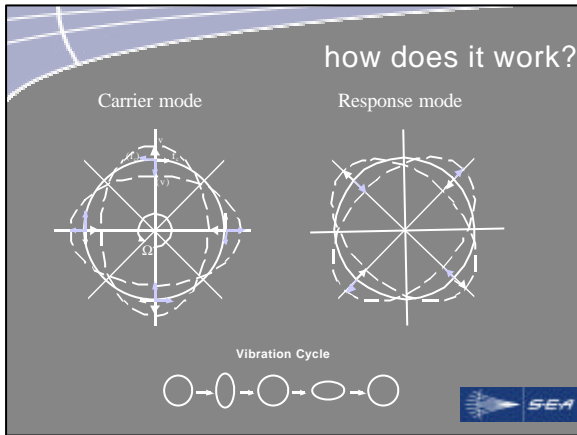 how does it work?
Carrier mode
Response mode
v
(v)
Ω
Vibration Cycle
SEA